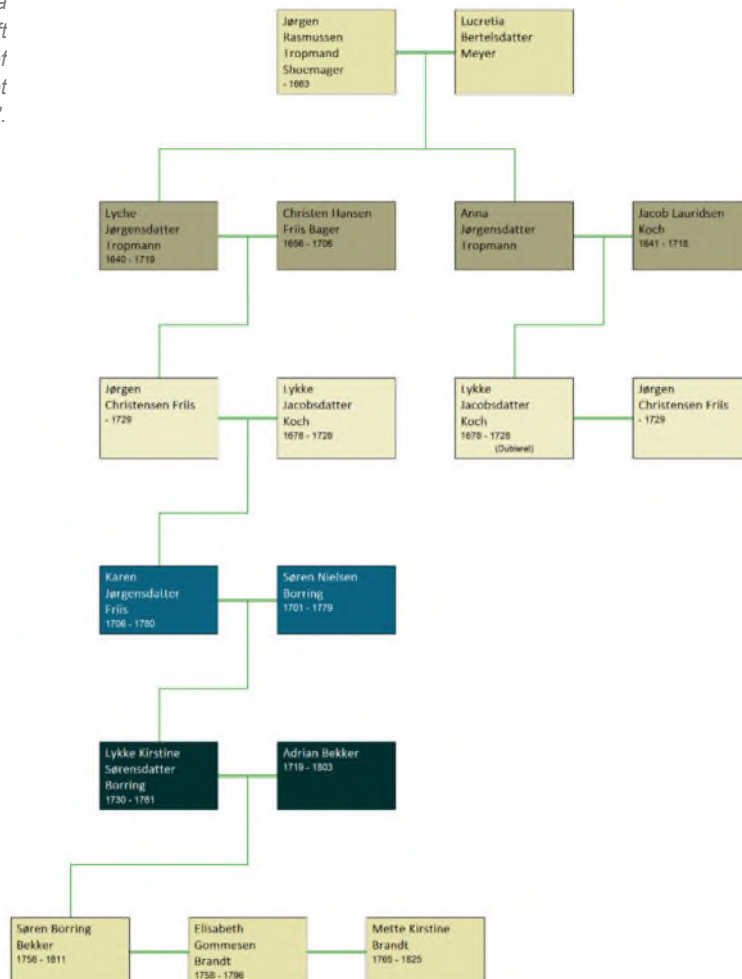 Jørgen
Rasmussen
Tropmand
Shoemager
- 1663
Lucretia
Bertelsdatter
Meyer
Lyche
Jørgensdatter
Tropmann
1640 - 1719
Christen Hansen
Friis Bager
1656 - 1706
Anna
Jørgensdatter
Tropmann
Jacob Lauridsen
Koch
1641 - 1718
Jørgen
Christensen Friis
- 1729
Lykke
Jacobsdatter
Koch
1678 - 1728
Lykke
Jacobsdatter
Koch
1678 - 1728
(Dubleret)
Jørgen
Christensen Friis
- 1729
Karen
Jørgensdatter
Friis
1706 - 1780
Søren Nielsen
Borring
1701 - 1779
Lykke Kirstine
Sørensdatter
Borring
1730 - 1761
Adrian Bekker
1719 - 1803
Søren Borring
Bekker
1756 - 1811
Elisabeth
Gommesen
Brandt
1758 - 1796
Mette Kirstine
Brandt
1765 - 1825